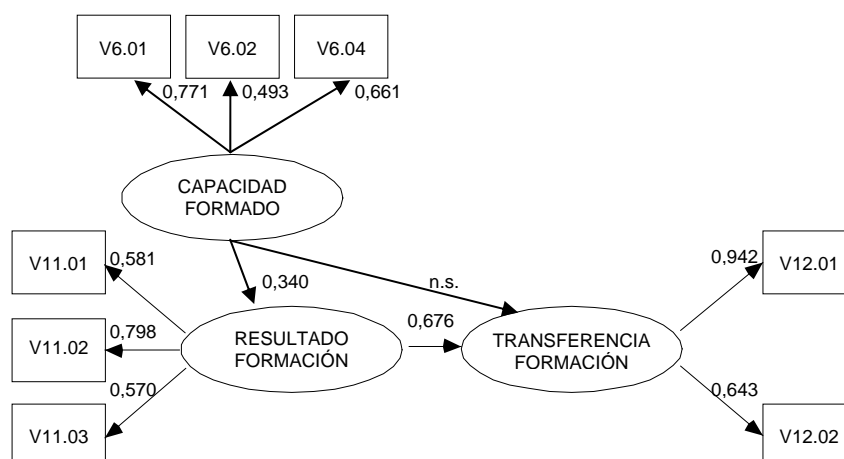 V6.01
V6.02
V6.04
0,771
0,493
0,661
CAPACIDAD
FORMADO
V11.01
0,581
0,340
n.s.
0,942
V12.01
V11.02
0,798
RESULTADO
FORMACIÓN
0,676
TRANSFERENCIA
FORMACIÓN
0,570
0,643
V11.03
V12.02